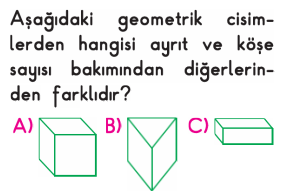 Aşağıdaki geometrik cisim-
lerden hangisi ayrıt ve köşe
sayısı bakımından diğerlerin-
den farklıdır?
A) B) C)